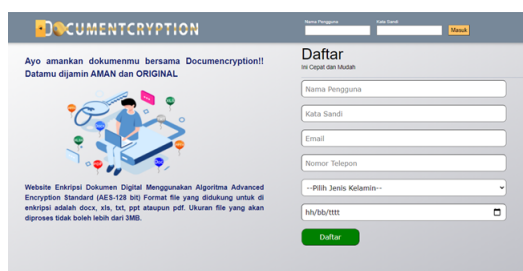 DOCUMENTCRYPTION
Nama Pengguna
Kata Sandi
Masuk
Ayo amankan dokumenmu bersama Documencryption!!
Datamu dijamin AMAN dan ORIGINAL
Website Enkripsi Dokumen Digital Menggunakan Algoritma Advanced
Encryption Standard (AES-128 bit) Format file yang didukung untuk di
enkripsi adalah docx, xls, txt, ppt ataupun pdf. Ukuran file yang akan
diproses tidak boleh lebih dari 3MB.
Daftar
Ini Cepat dan Mudah
Nama Pengguna
Kata Sandi
Email
Nomor Telepon
--Pilih Jenis Kelamin--
hh/bb/tttt
Daftar